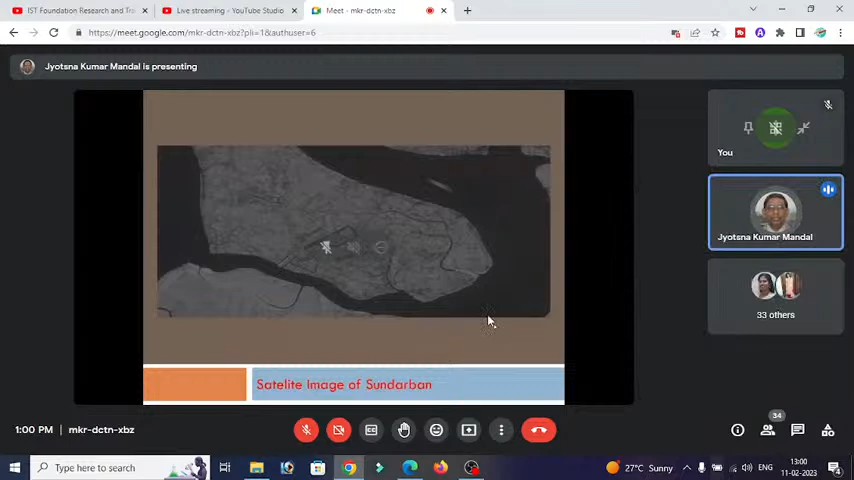 IST Foundation Research and Tra
Live streaming - YouTube Studio
Meet - mkr-dctn-xbz
https://meet.google.com/mkr-dctn-xbz?pli=1&authuser=6
Jyotsna Kumar Mandal is presenting
You
Jyotsna Kumar Mandal
33 others
Satelite Image of Sundarban
1:00 PM | mkr-dctn-xbz
34
Type here to search
27°C Sunny
ENG
13:00
11-02-2023
4